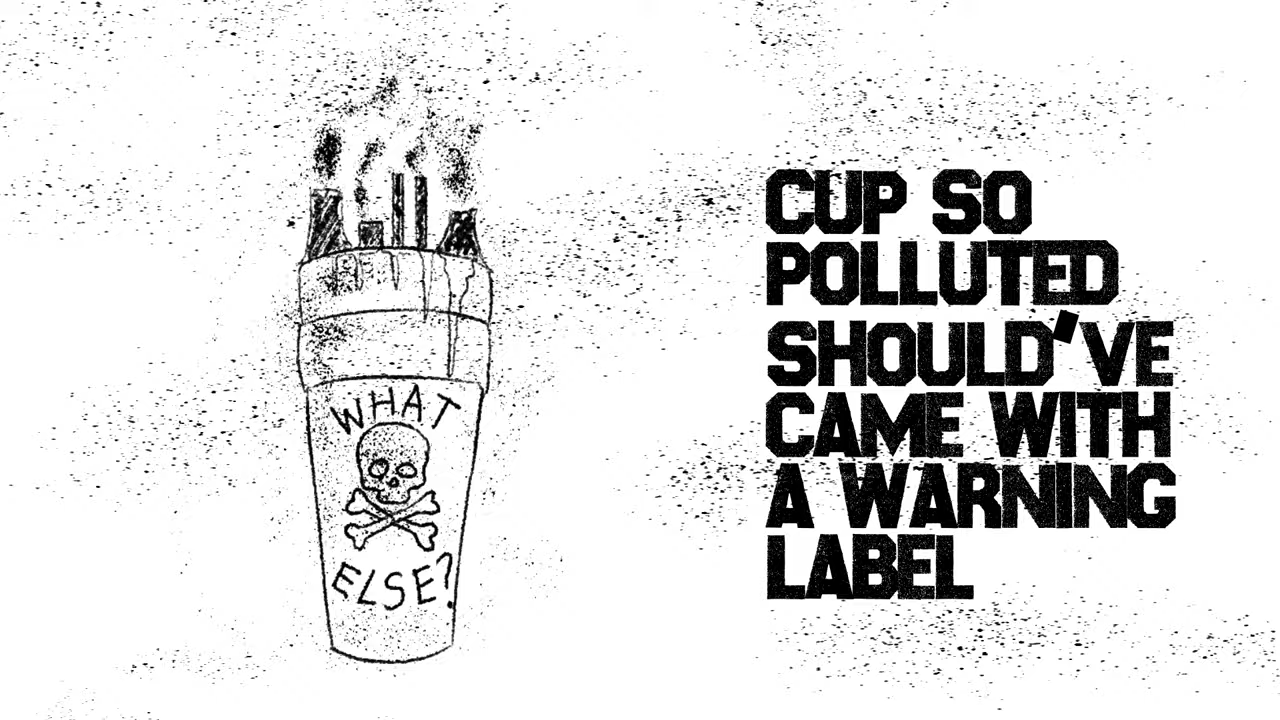 WHAT
ELSE?
CUP SO
POLLUTED
SHOULD'VE
CAME WITH
A WARNING
LABEL